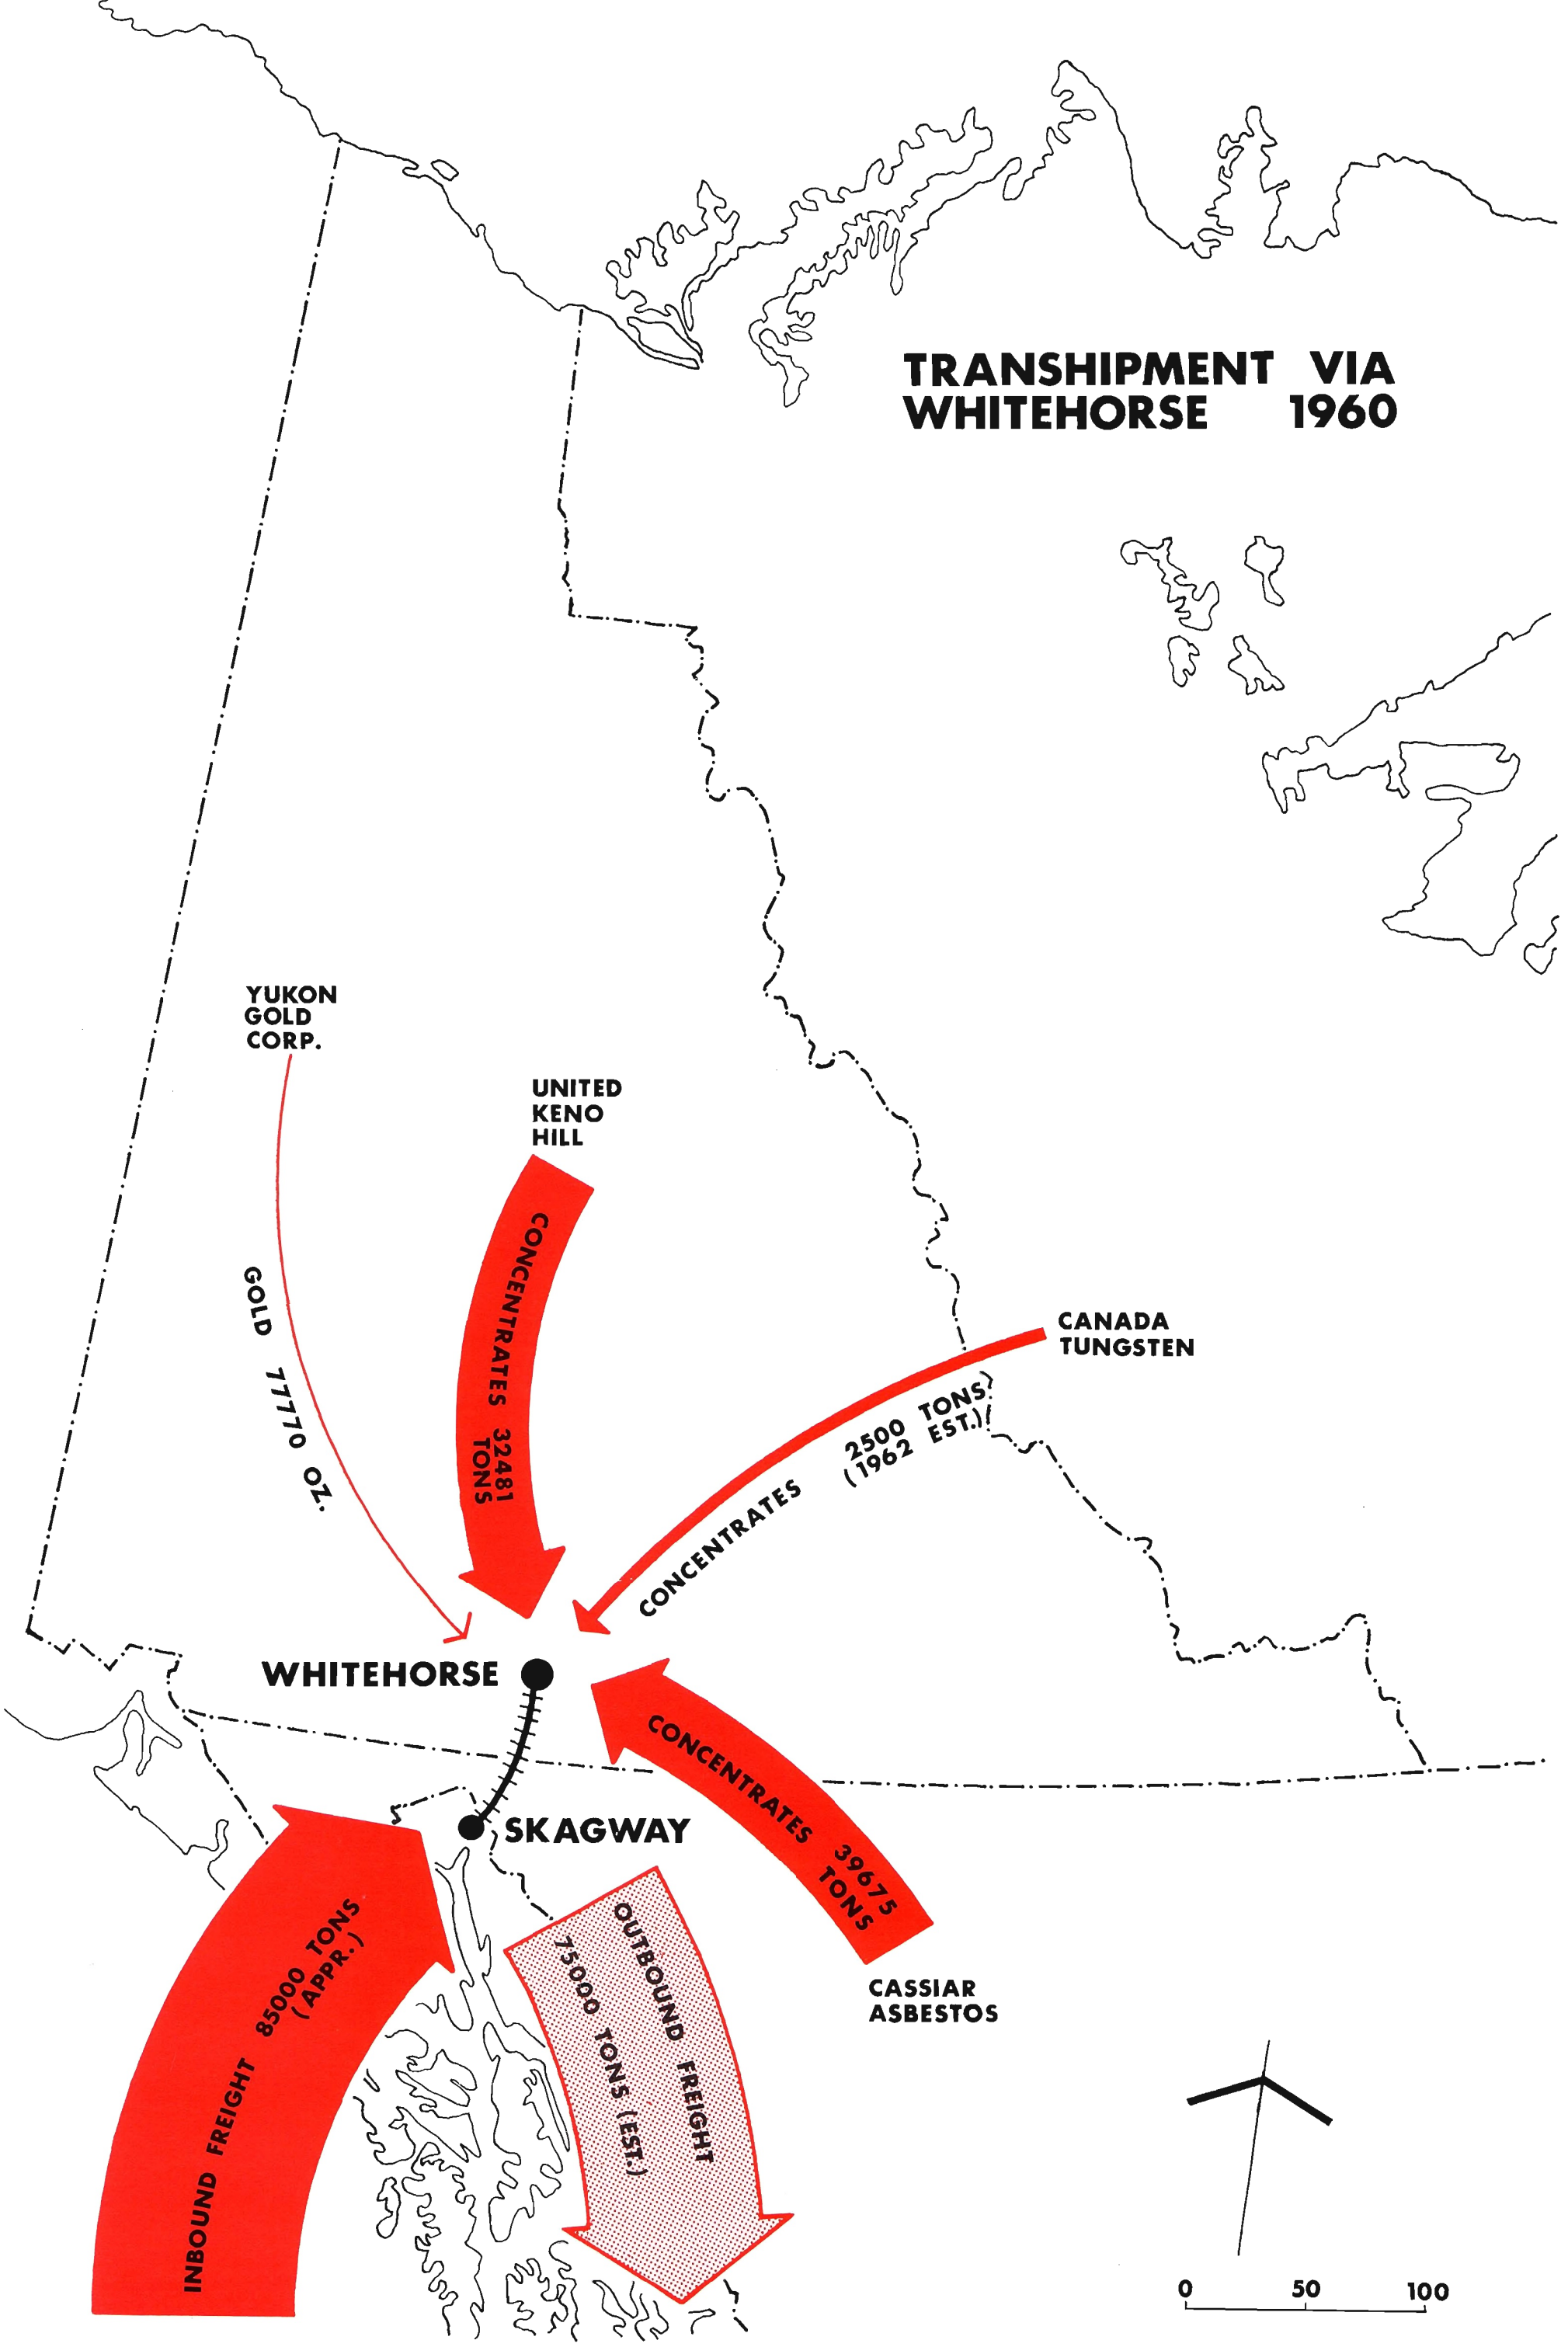 TRANSHIPMENT VIA
WHITEHORSE 1960
YUKON
GOLD
CORP.
UNITED
KENO
HILL
GOLD 77770 OZ.
CONCENTRATES 32481
TONS
CANADA
TUNGSTEN
CONCENTRATES 2500 TONS
(1962 EST.)
WHITEHORSE
CONCENTRATES 39675
TONS
SKAGWAY
CASSIAR
ASBESTOS
INBOUND FREIGHT 85000 TONS
(APPR.)
OUTBOUND FREIGHT
75000 TONS (EST.)
0 50 100